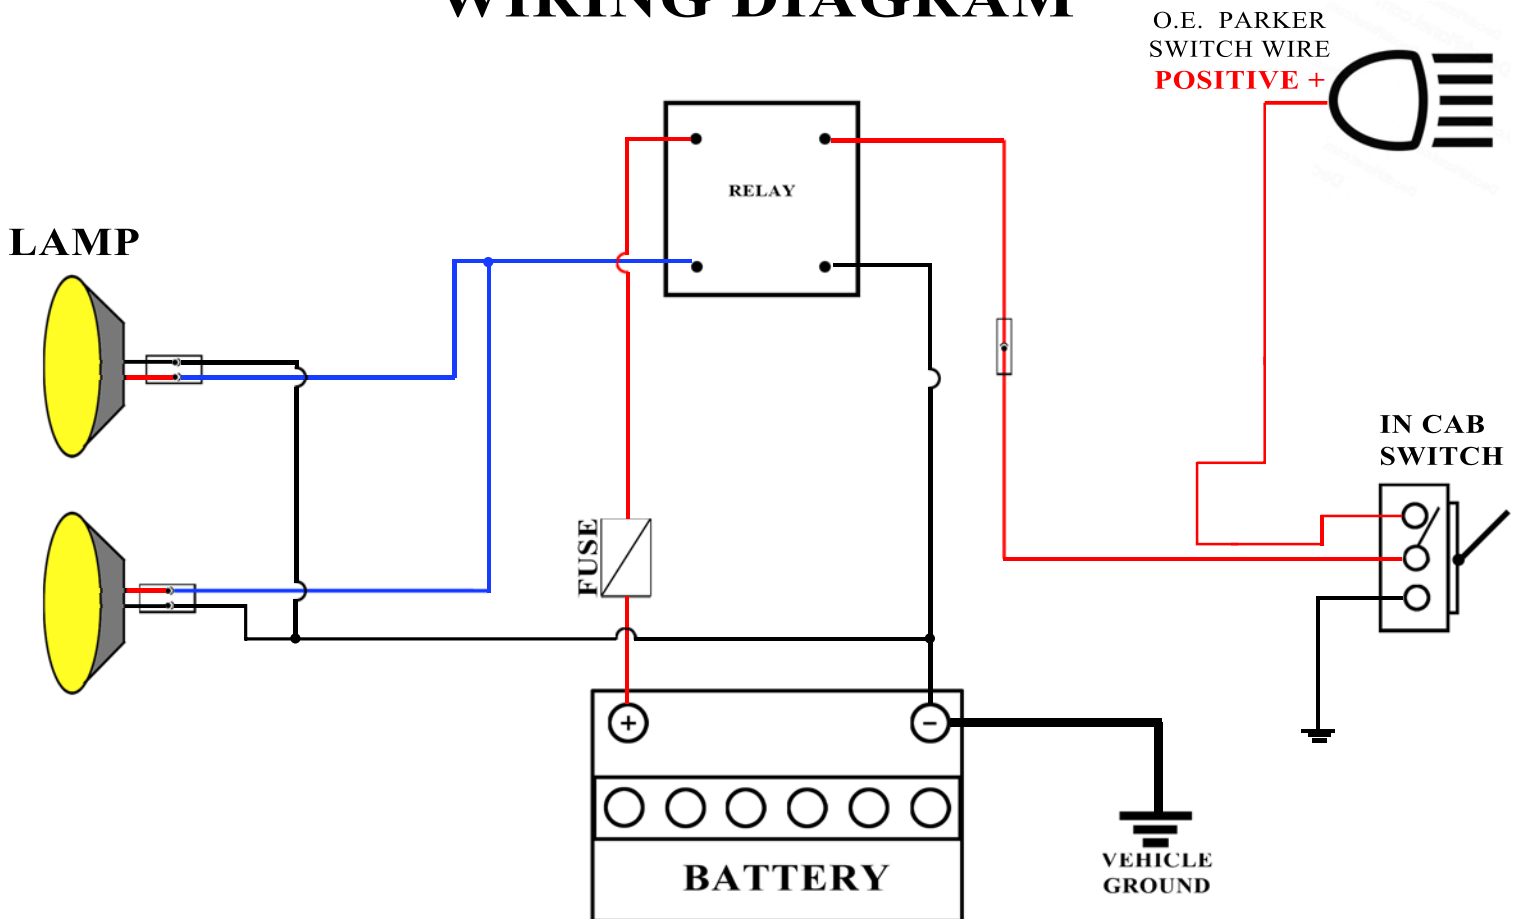 WIRING DIAGRAM
O.E. PARKER
SWITCH WIRE
POSITIVE +
RELAY
LAMP
IN CAB
SWITCH
FUSE
+
−
BATTERY
VEHICLE
GROUND